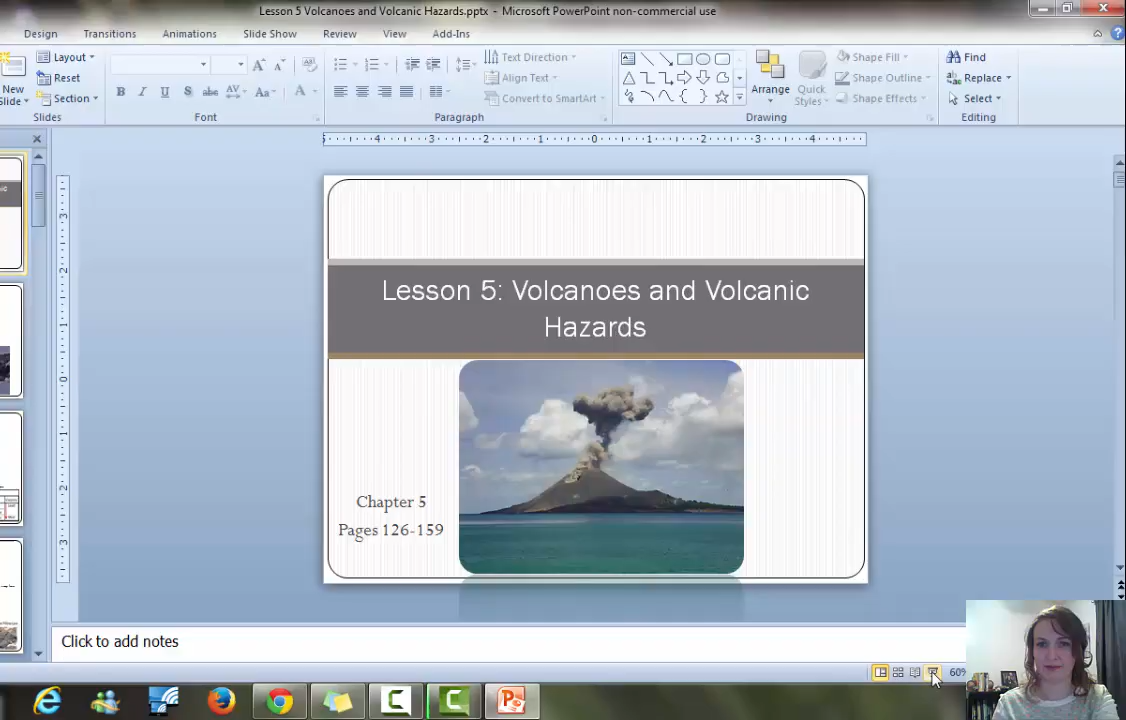 Lesson 5 Volcanoes and Volcanic Hazards.pptx - Microsoft PowerPoint non-commercial use
Design Transitions Animations Slide Show Review View Add-Ins
New
Slide
Layout
Reset
Section
Slides
Font
Text Direction
Align Text
Convert to SmartArt
Paragraph
Arrange
Quick
Styles
Shape Fill
Shape Outline
Shape Effects
Drawing
Find
Replace
Select
Editing
Lesson 5: Volcanoes and Volcanic
Hazards
Chapter 5
Pages 126-159
Click to add notes
60%